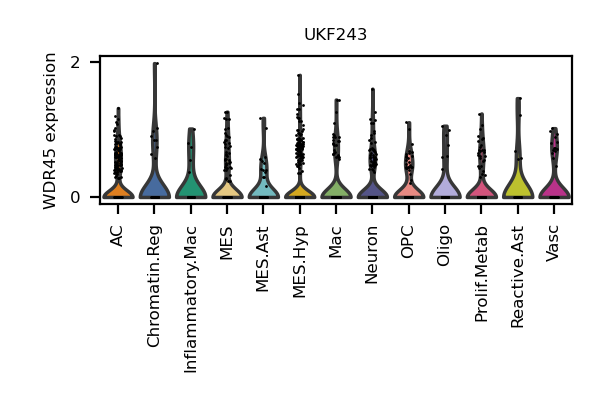 UKF243
WDR45 expression
2
0
AC
Chromatin.Reg
Inflammatory.Mac
MES
MES.Ast
MES.Hyp
Mac
Neuron
OPC
Oligo
Prolif.Metab
Reactive.Ast
Vasc